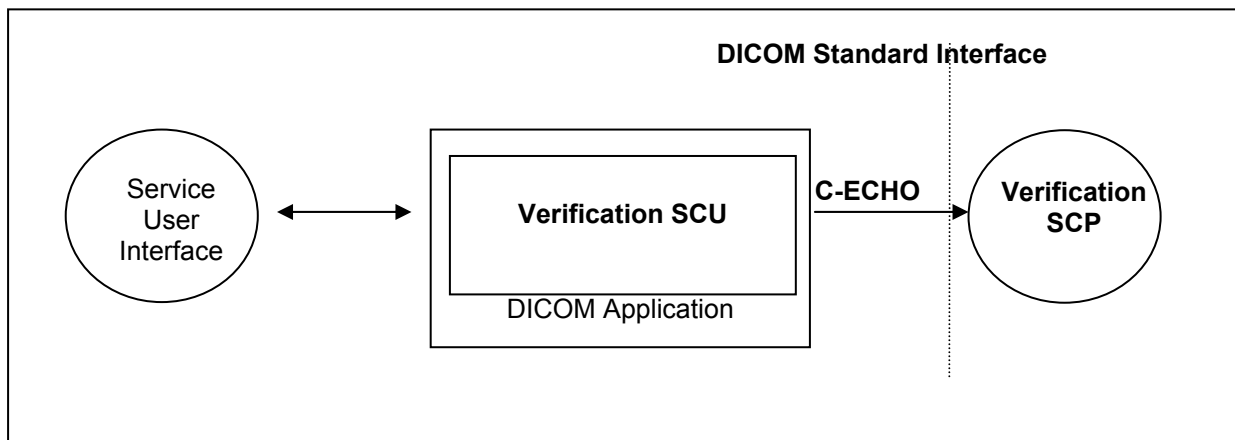 DICOM Standard Interface
Service
User
Interface
Verification SCU
DICOM Application
C-ECHO
Verification
SCP